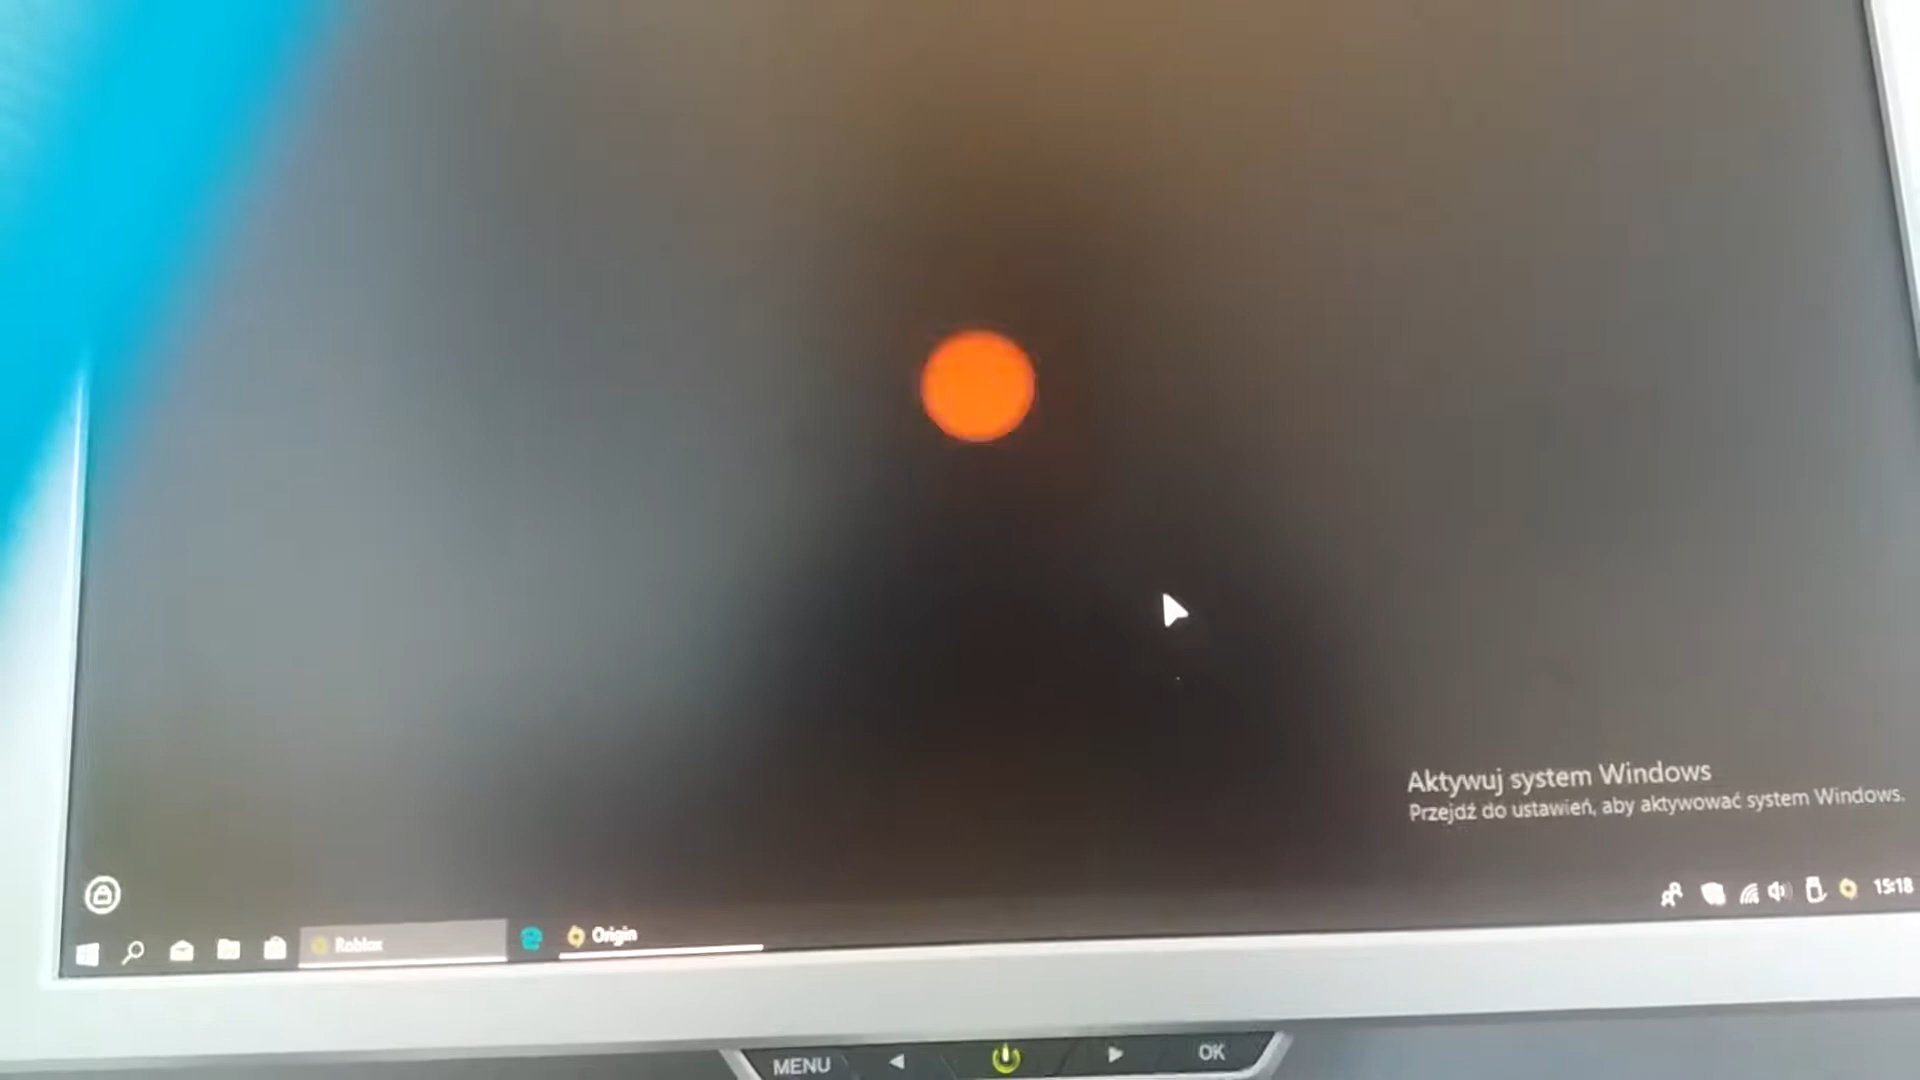 Aktywuj system Windows
Przejdź do ustawień, aby aktywować system Windows.
15:18
Roblox
Origin
MENU
OK